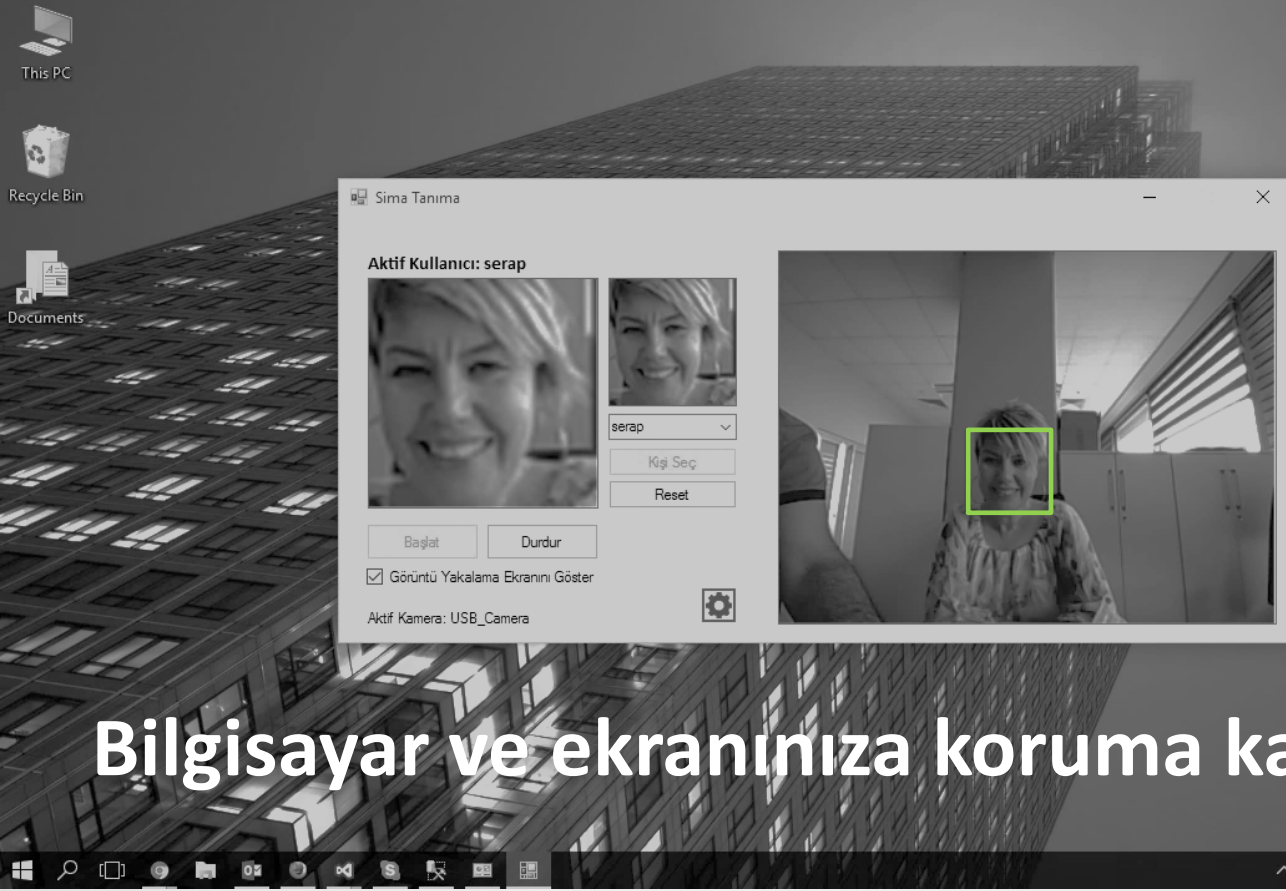 This PC
Recycle Bin
Documents
Sima Tanıma
Aktif Kullanıcı: serap
serap
Kişi Seç
Reset
Başlat
Durdur
Görüntü Yakalama Ekranını Göster
Aktif Kamera: USB_Camera
Bilgisayar ve ekranınıza koruma ka